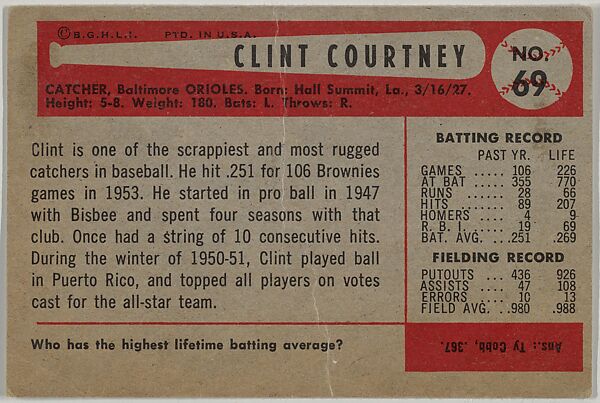 © B.G.H.L.I. PTD. IN U.S.A.
CLINT COURTNEY
NO. 69
CATCHER, Baltimore ORIOLES. Born: Hall Summit, La., 3/16/27.
Height: 5-8. Weight: 180. Bats: L. Throws: R.
Clint is one of the scrappiest and most rugged
catchers in baseball. He hit .251 for 106 Brownies
games in 1953. He started in pro ball in 1947
with Bisbee and spent four seasons with that
club. Once had a string of 10 consecutive hits.
During the winter of 1950-51, Clint played ball
in Puerto Rico, and topped all players on votes
cast for the all-star team.
Who has the highest lifetime batting average?
BATTING RECORD
PAST YR. LIFE
GAMES ..... 106 226
AT BAT ..... 355 770
RUNS ..... 28 66
HITS ..... 89 207
HOMERS .... 4 9
R. B. I. .... 19 69
BAT. AVG. ... .251 .269
FIELDING RECORD
PUTOUTS ... 436 926
ASSISTS .... 47 108
ERRORS .... 10 13
FIELD AVG. .. .980 .988
Ans.: Ty Cobb, .367.